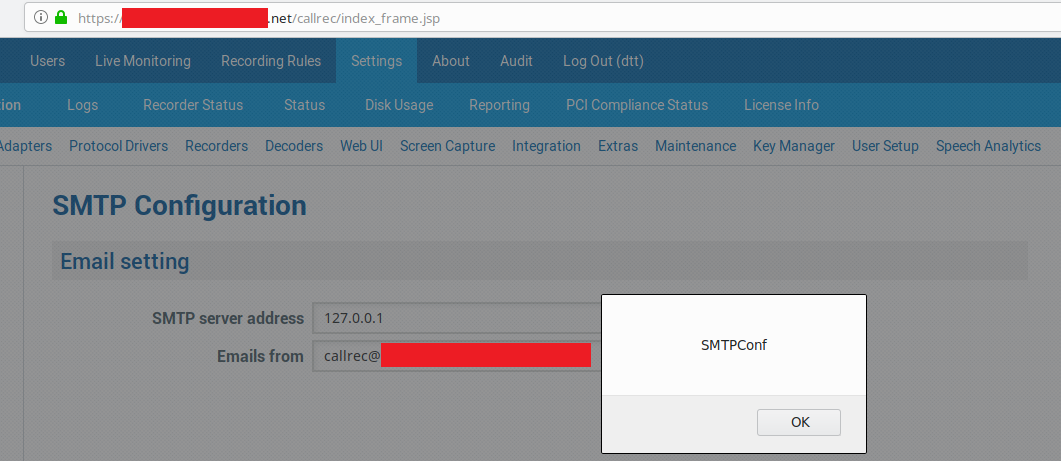 https:// .net/callrec/index_frame.jsp
Users Live Monitoring Recording Rules Settings About Audit Log Out (dtt)
tion Logs Recorder Status Status Disk Usage Reporting PCI Compliance Status License Info
Adapters Protocol Drivers Recorders Decoders Web UI Screen Capture Integration Extras Maintenance Key Manager User Setup Speech Analytics
SMTP Configuration
Email setting
SMTP server address 127.0.0.1
Emails from callrec@
SMTPConf
OK